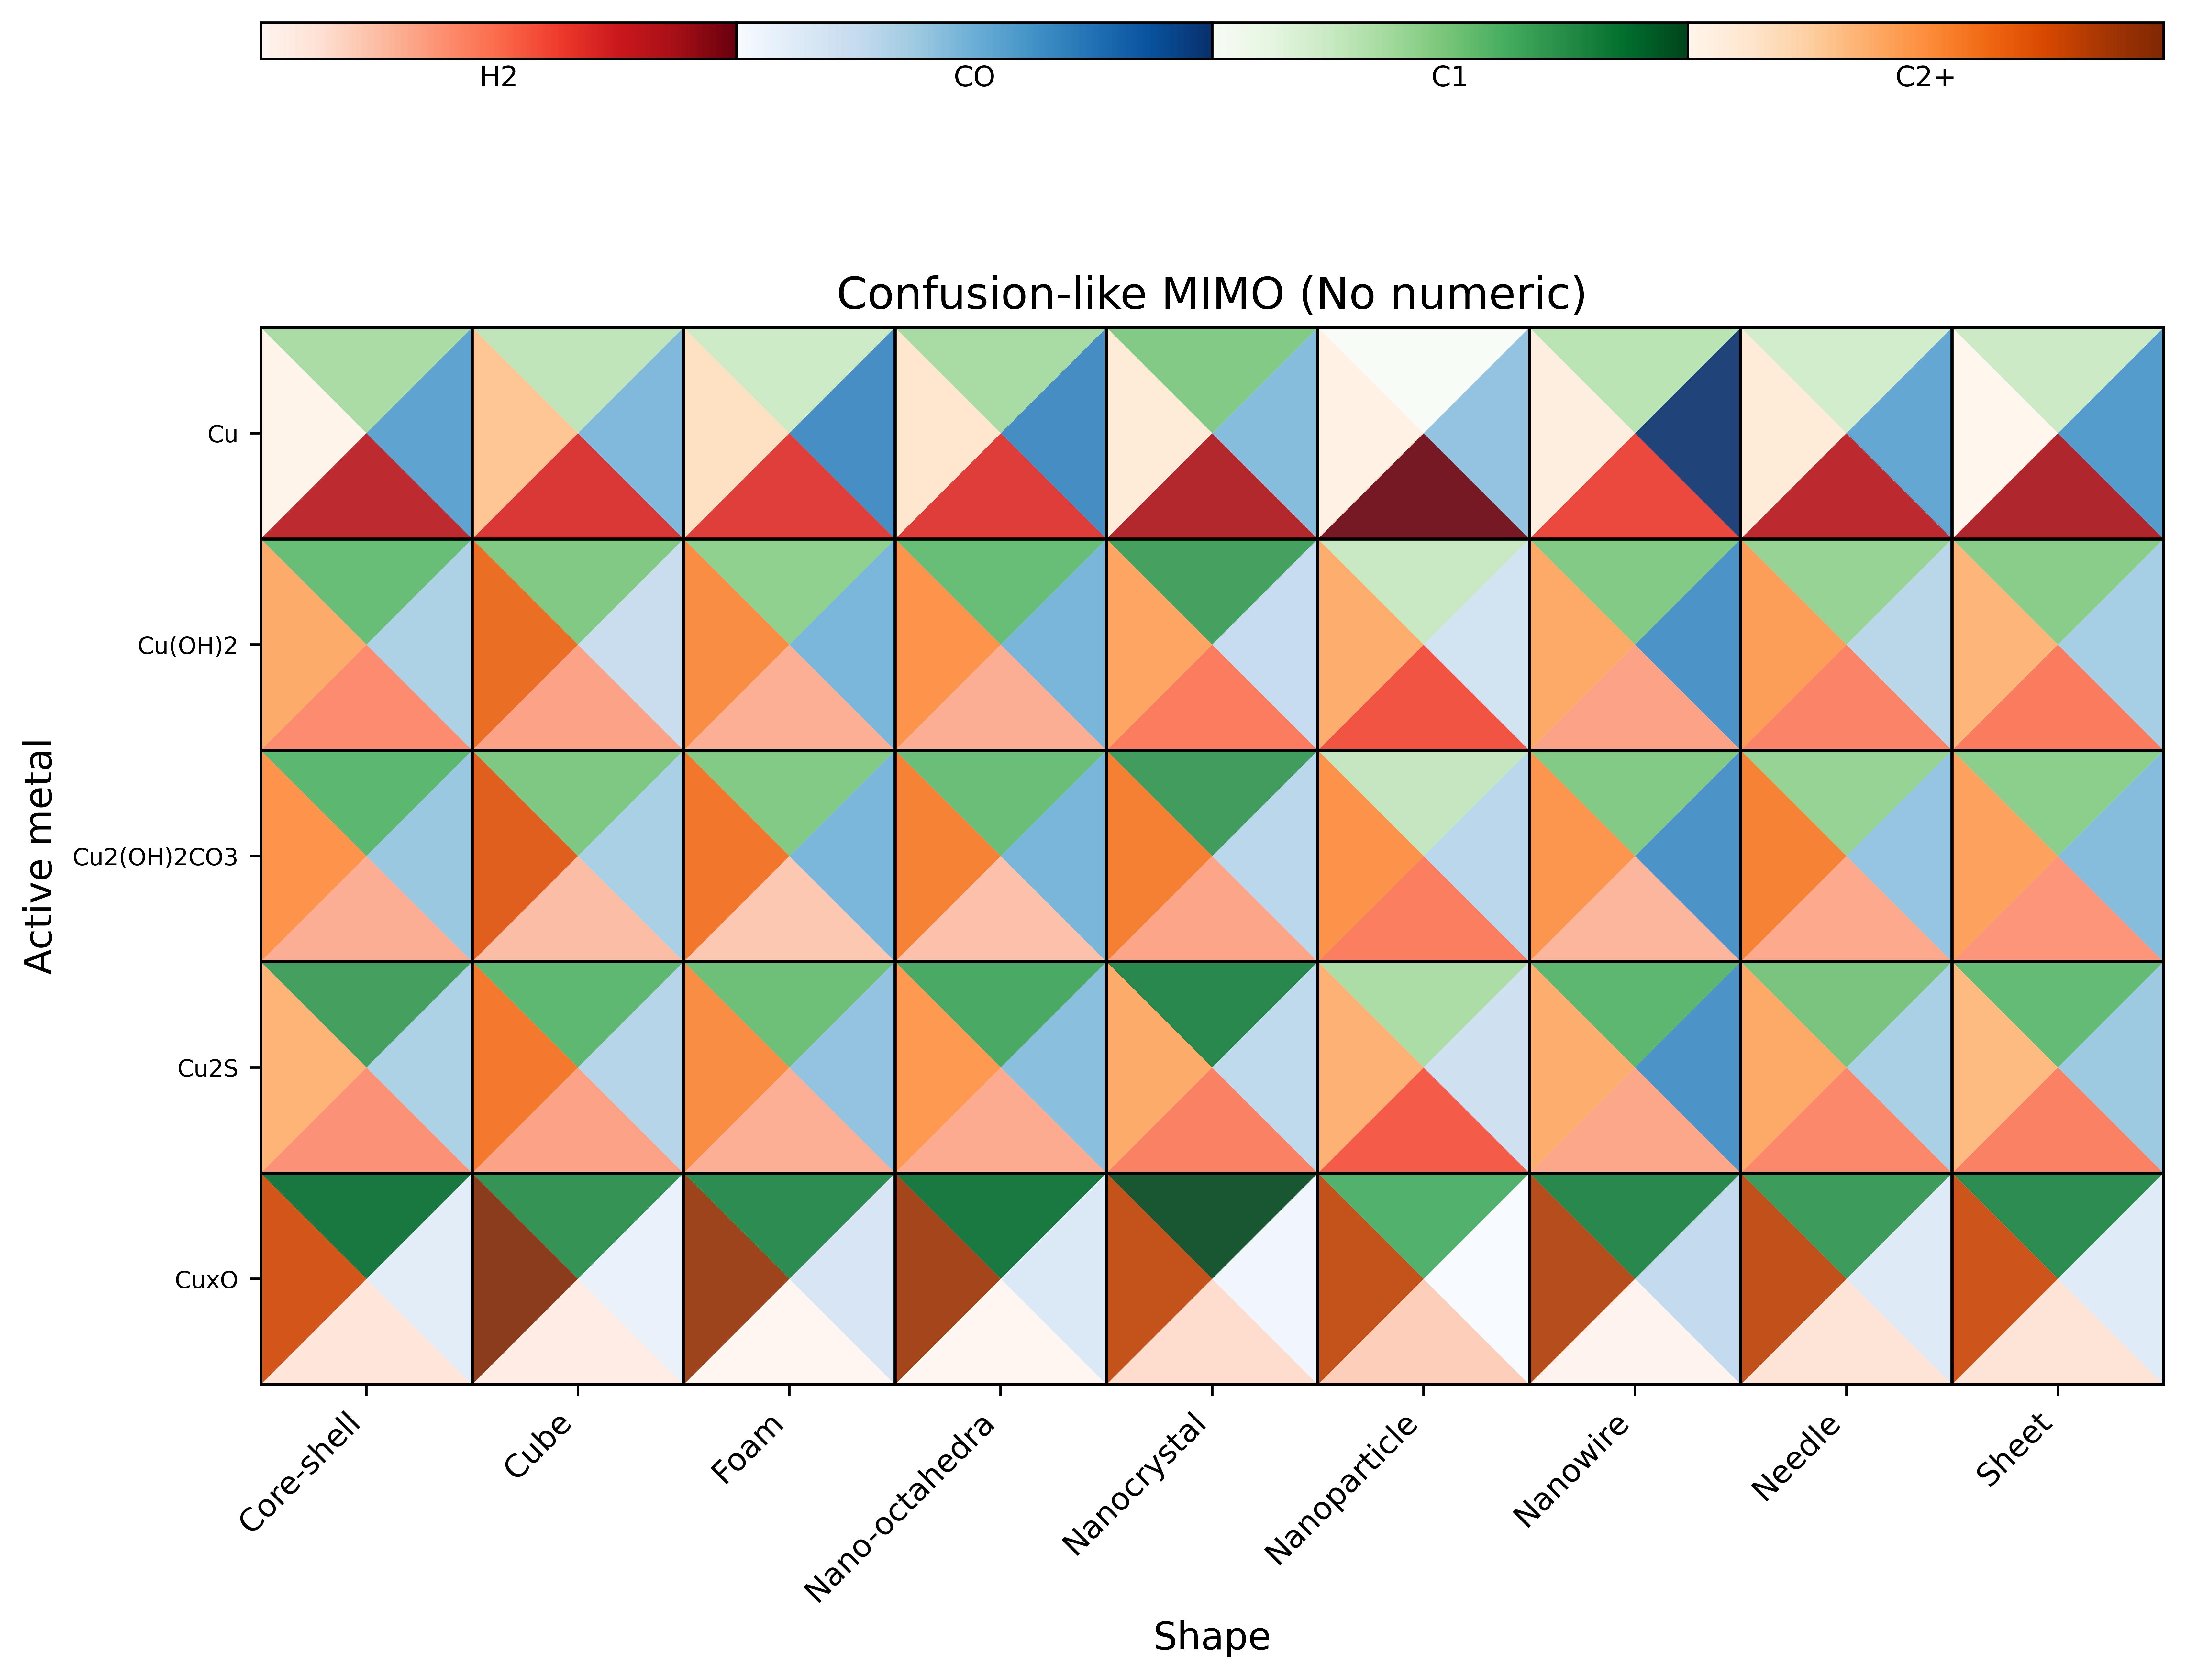 H2 CO C1 C2+
Confusion-like MIMO (No numeric)
Active metal
Cu
Cu(OH)2
Cu2(OH)2CO3
Cu2S
CuxO
Core-shell Cube Foam Nano-octahedra Nanocrystal Nanoparticle Nanowire Needle Sheet
Shape